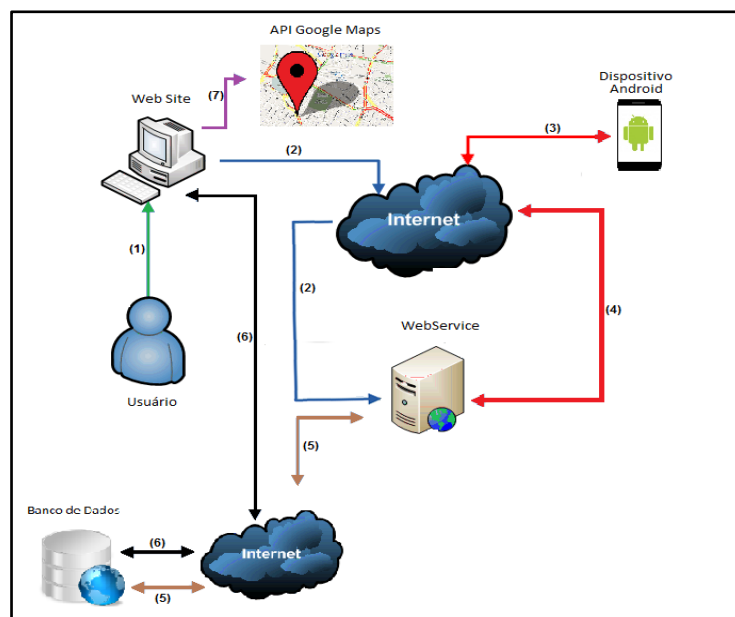 API Google Maps
Dispositivo
Android
Web Site
(7)
(3)
(2)
Internet
(1)
(2)
(4)
(6)
WebService
Usuário
(5)
Banco de Dados
(6)
Internet
(5)